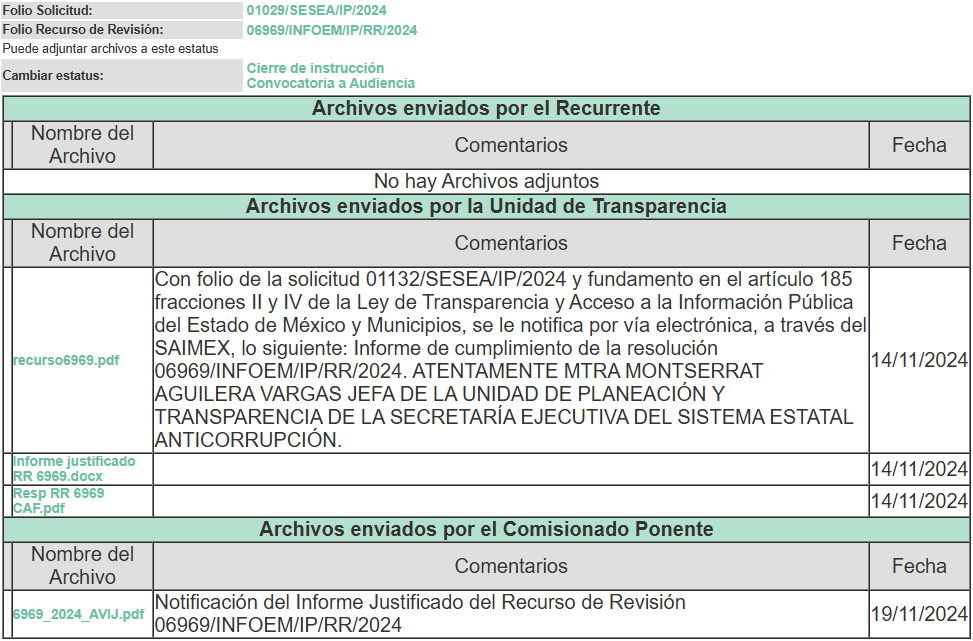 Folio Solicitud: 01029/SESEA/IP/2024
Folio Recurso de Revisión: 06969/INFOEM/IP/RR/2024
Puede adjuntar archivos a este estatus
Cambiar estatus: Cierre de instrucción
Convocatoria a Audiencia
Archivos enviados por el Recurrente
Nombre del
Archivo
Comentarios
Fecha
No hay Archivos adjuntos
Archivos enviados por la Unidad de Transparencia
Nombre del
Archivo
Comentarios
Fecha
recurso6969.pdf
Con folio de la solicitud 01132/SESEA/IP/2024 y fundamento en el artículo 185
fracciones II y IV de la Ley de Transparencia y Acceso a la Información Pública
del Estado de México y Municipios, se le notifica por vía electrónica, a través del
SAIMEX, lo siguiente: Informe de cumplimiento de la resolución
06969/INFOEM/IP/RR/2024. ATENTAMENTE MTRA MONTSERRAT
AGUILERA VARGAS JEFA DE LA UNIDAD DE PLANEACIÓN Y
TRANSPARENCIA DE LA SECRETARÍA EJECUTIVA DEL SISTEMA ESTATAL
ANTICORRUPCIÓN.
14/11/2024
Informe justificado
RR 6969.docx
14/11/2024
Resp RR 6969
CAF.pdf
14/11/2024
Archivos enviados por el Comisionado Ponente
Nombre del
Archivo
Comentarios
Fecha
6969_2024_AVIJ.pdf
Notificación del Informe Justificado del Recurso de Revisión
06969/INFOEM/IP/RR/2024
19/11/2024